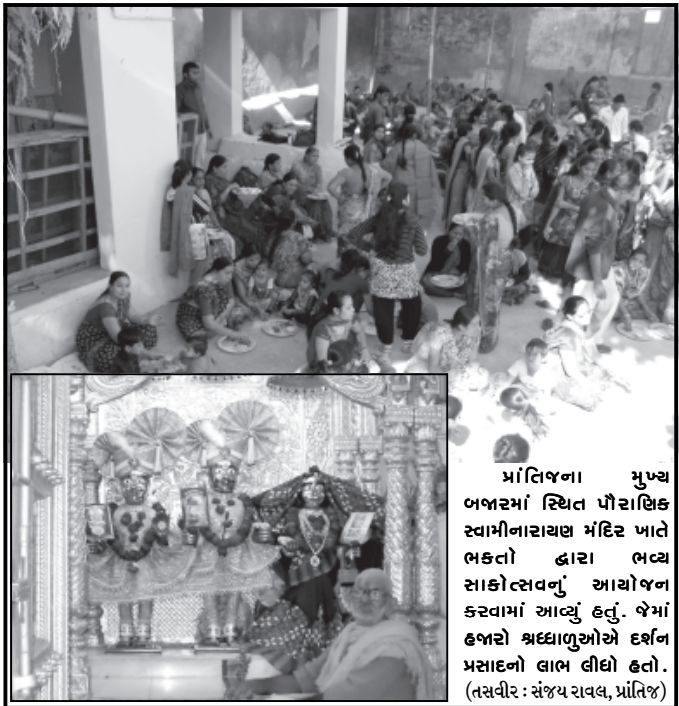 પ્રાંતિજના મુખ્ય
બજારમાં સ્થિત પૌરાણિક
સ્વામીનારાયણ મંદિર ખાતે
ભકતો દ્વારા ભવ્ય
સાકોત્સવનું આયોજન
કરવામાં આવ્યું હતું. જેમાં
હજારો શ્રધ્ધાળુઓએ દર્શન
પ્રસાદનો લાભ લીધો હતો.
(તસવીર : સંજય રાવલ, પ્રાંતિજ)